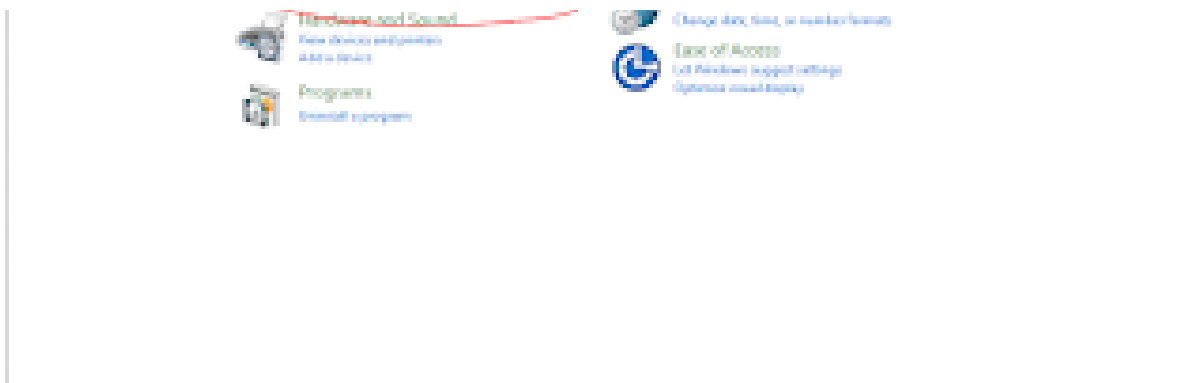 Hardware and Sound
View devices and printers
Add a device
Programs
Uninstall a program
Change date, time, or number formats
Ease of Access
Let Windows suggest settings
Optimize visual display